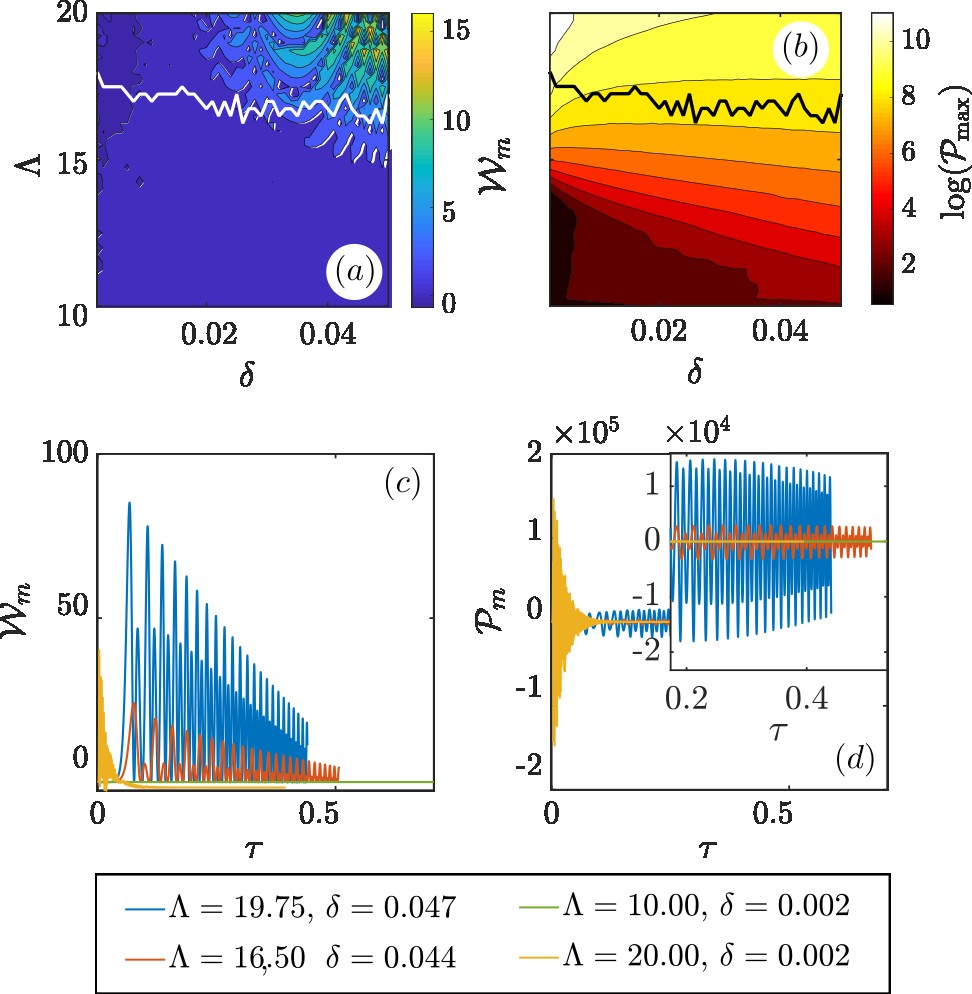 20
15
10
Λ
(a)
0.02 0.04
δ
15
10
5
0
𝒲m
(b)
0.02 0.04
δ
10
8
6
4
2
log(𝒫max)
100
50
0
𝒲m
(c)
0 0.5
τ
×10⁵ ×10⁴
2
1
0
-1
-2
𝒫m
1
0
-1
-2
0.2 0.4
τ
(d)
0 0.5
τ
Λ = 19.75, δ = 0.047 Λ = 10.00, δ = 0.002
Λ = 16,.50 δ = 0.044 Λ = 20.00, δ = 0.002